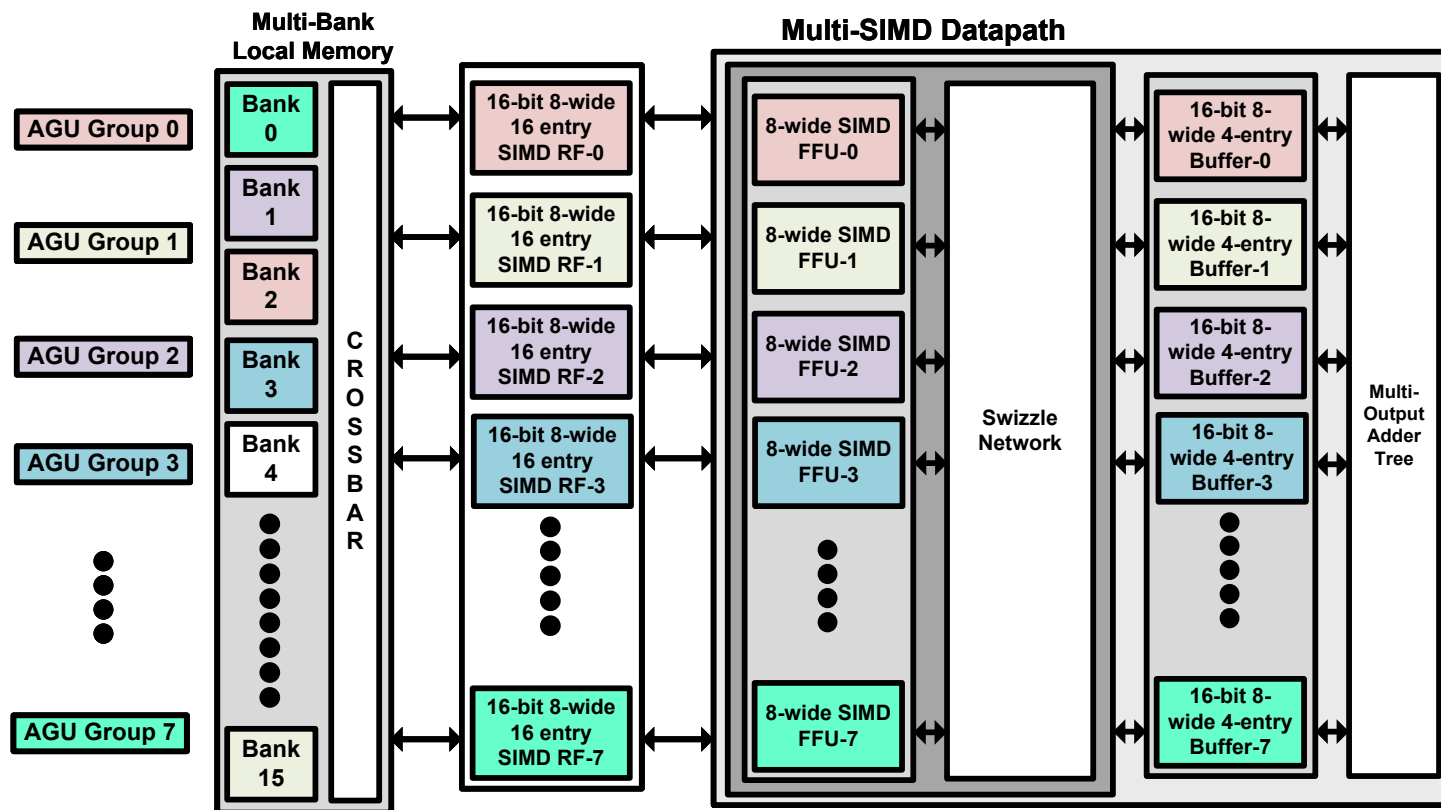 Multi-Bank
Local Memory
Multi-SIMD Datapath
AGU Group 0
AGU Group 1
AGU Group 2
AGU Group 3
AGU Group 7
Bank
0
Bank
1
Bank
2
Bank
3
Bank
4
Bank
15
C
R
O
S
S
B
A
R
16-bit 8-wide
16 entry
SIMD RF-0
16-bit 8-wide
16 entry
SIMD RF-1
16-bit 8-wide
16 entry
SIMD RF-2
16-bit 8-wide
16 entry
SIMD RF-3
16-bit 8-wide
16 entry
SIMD RF-7
8-wide SIMD
FFU-0
8-wide SIMD
FFU-1
8-wide SIMD
FFU-2
8-wide SIMD
FFU-3
8-wide SIMD
FFU-7
Swizzle
Network
16-bit 8-
wide 4-entry
Buffer-0
16-bit 8-
wide 4-entry
Buffer-1
16-bit 8-
wide 4-entry
Buffer-2
16-bit 8-
wide 4-entry
Buffer-3
16-bit 8-
wide 4-entry
Buffer-7
Multi-
Output
Adder
Tree